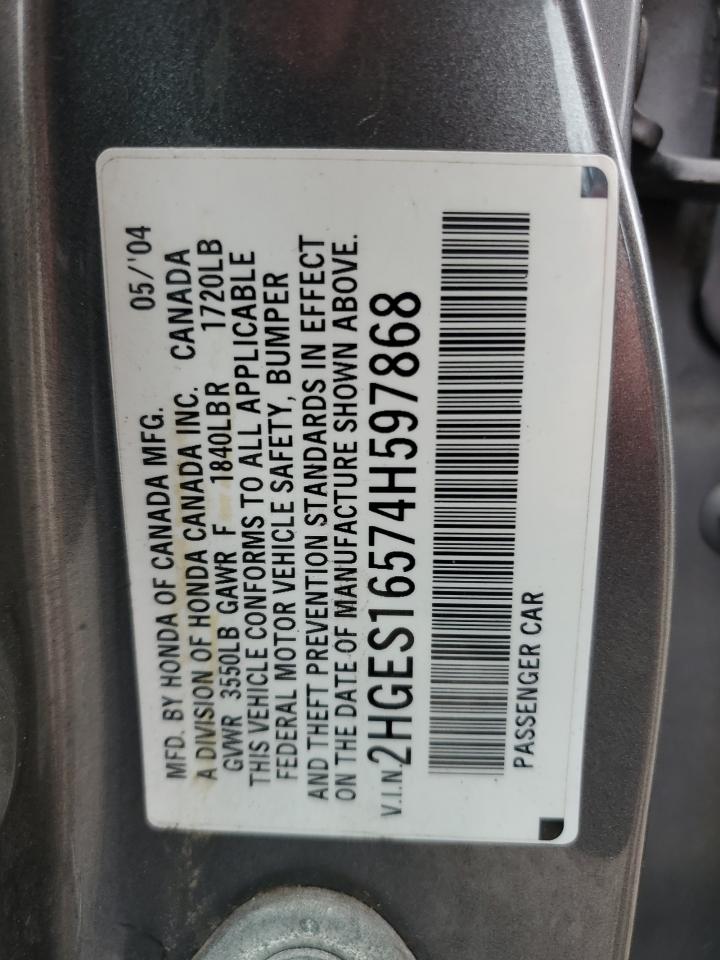 MFD. BY HONDA OF CANADA MFG. 05/'04
A DIVISION OF HONDA CANADA INC. CANADA
GVWR 3550LB GAWR F 1840LB R 1720LB
THIS VEHICLE CONFORMS TO ALL APPLICABLE
FEDERAL MOTOR VEHICLE SAFETY, BUMPER
AND THEFT PREVENTION STANDARDS IN EFFECT
ON THE DATE OF MANUFACTURE SHOWN ABOVE.
V.I.N. 2HGES16574H597868
PASSENGER CAR